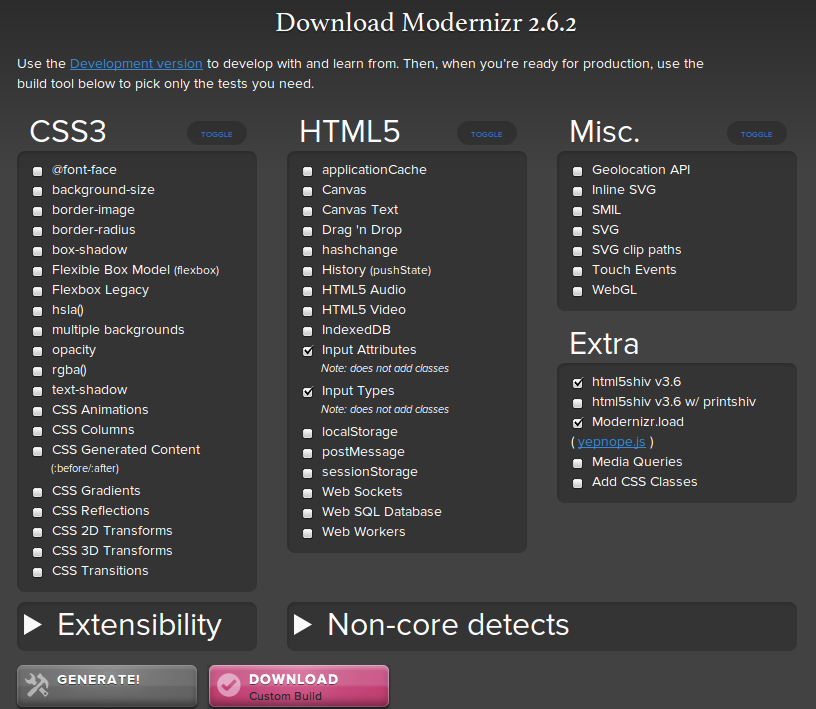 Download Modernizr 2.6.2
Use the Development version to develop with and learn from. Then, when you're ready for production, use the
build tool below to pick only the tests you need.
CSS3
TOGGLE
@font-face
background-size
border-image
border-radius
box-shadow
Flexible Box Model (flexbox)
Flexbox Legacy
hsla()
multiple backgrounds
opacity
rgba()
text-shadow
CSS Animations
CSS Columns
CSS Generated Content
(:before/:after)
CSS Gradients
CSS Reflections
CSS 2D Transforms
CSS 3D Transforms
CSS Transitions
HTML5
TOGGLE
applicationCache
Canvas
Canvas Text
Drag 'n Drop
hashchange
History (pushState)
HTML5 Audio
HTML5 Video
IndexedDB
Input Attributes
Note: does not add classes
Input Types
Note: does not add classes
localStorage
postMessage
sessionStorage
Web Sockets
Web SQL Database
Web Workers
Misc.
TOGGLE
Geolocation API
Inline SVG
SMIL
SVG
SVG clip paths
Touch Events
WebGL
Extra
html5shiv v3.6
html5shiv v3.6 w/ printshiv
Modernizr.load
( yepnope.js )
Media Queries
Add CSS Classes
Extensibility
Non-core detects
GENERATE!
DOWNLOAD
Custom Build